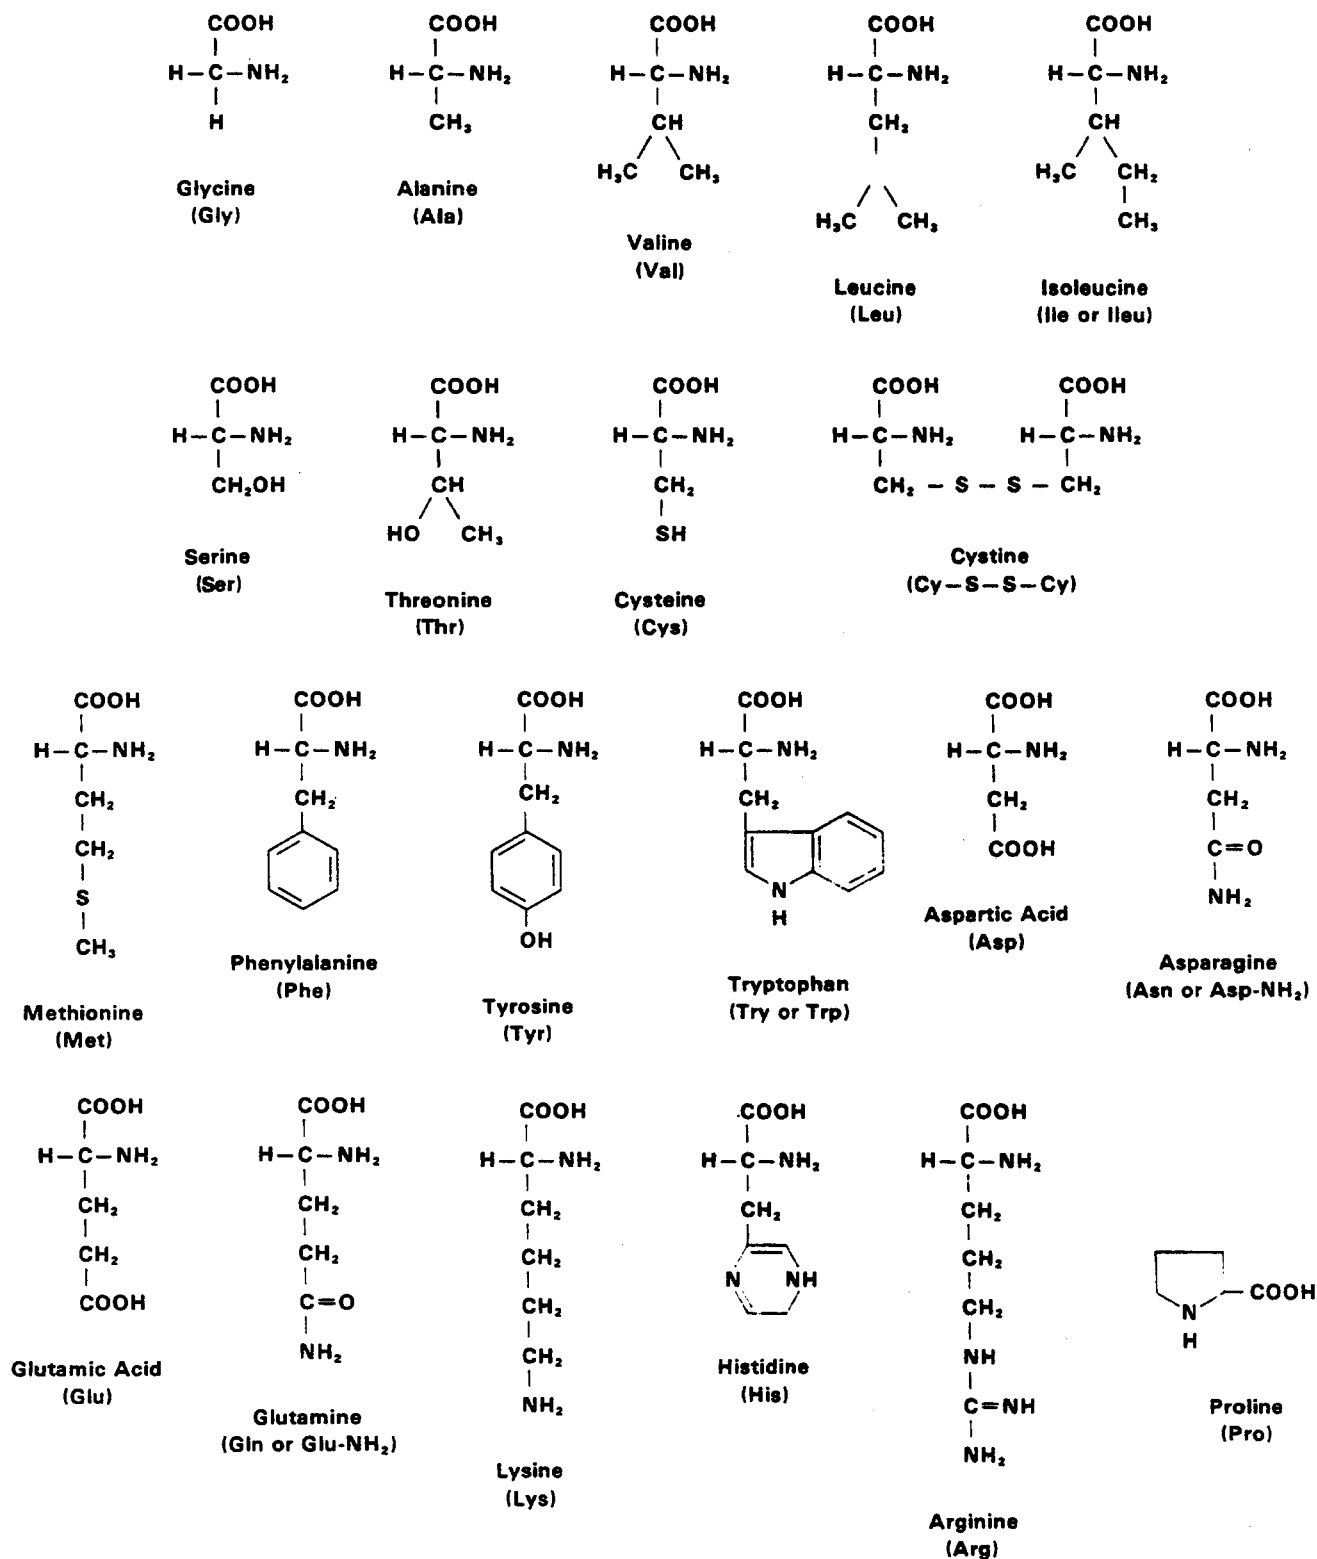 COOH COOH COOH COOH COOH
H–C–NH₂ H–C–NH₂ H–C–NH₂ H–C–NH₂ H–C–NH₂
H CH₃ CH CH₂ CH
H₃C CH₃ H₃C CH₂
H₃C CH₃ CH₃
Glycine
(Gly)
Alanine
(Ala)
Valine
(Val)
Leucine
(Leu)
Isoleucine
(Ile or Ileu)
COOH COOH COOH COOH COOH
H–C–NH₂ H–C–NH₂ H–C–NH₂ H–C–NH₂ H–C–NH₂
CH₂OH CH CH₂ CH₂ – S – S – CH₂
HO CH₃ SH
Serine
(Ser)
Threonine
(Thr)
Cysteine
(Cys)
Cystine
(Cy–S–S–Cy)
COOH COOH COOH COOH COOH COOH
H–C–NH₂ H–C–NH₂ H–C–NH₂ H–C–NH₂ H–C–NH₂ H–C–NH₂
CH₂ CH₂ CH₂ CH₂ CH₂ CH₂
CH₂ COOH C=O
S N NH₂
H
CH₃ OH
Methionine
(Met)
Phenylalanine
(Phe)
Tyrosine
(Tyr)
Tryptophan
(Try or Trp)
Aspartic Acid
(Asp)
Asparagine
(Asn or Asp-NH₂)
COOH COOH COOH COOH COOH
H–C–NH₂ H–C–NH₂ H–C–NH₂ H–C–NH₂ H–C–NH₂
CH₂ CH₂ CH₂ CH₂ CH₂
CH₂ CH₂ CH₂ N NH CH₂
COOH C=O CH₂ CH₂ N COOH
H
NH₂ CH₂ NH
NH₂ C=NH
NH₂
Glutamic Acid
(Glu)
Glutamine
(Gln or Glu-NH₂)
Lysine
(Lys)
Histidine
(His)
Arginine
(Arg)
Proline
(Pro)